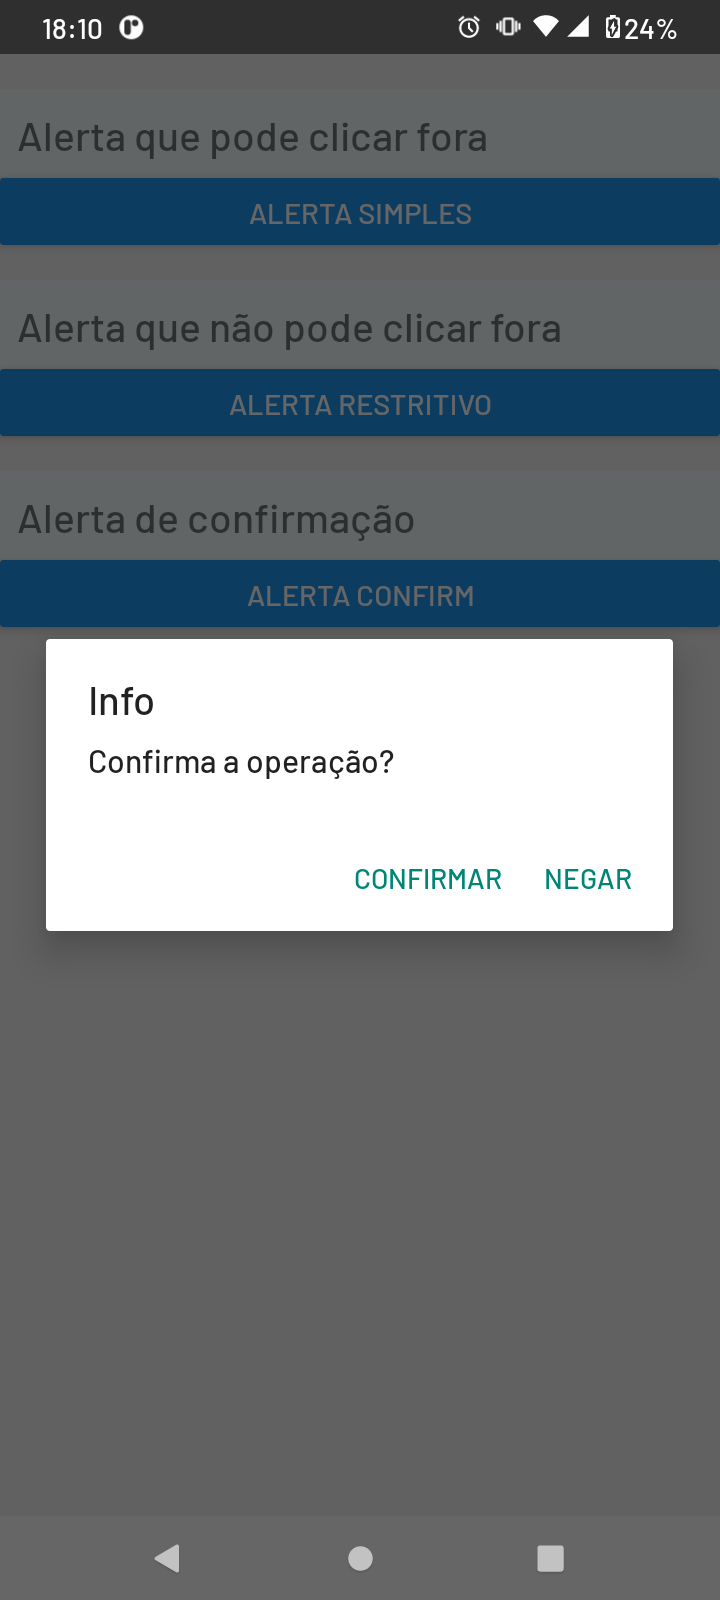 18:10
24%
Alerta que pode clicar fora
ALERTA SIMPLES
Alerta que não pode clicar fora
ALERTA RESTRITIVO
Alerta de confirmação
ALERTA CONFIRM
Info
Confirma a operação?
CONFIRMAR NEGAR